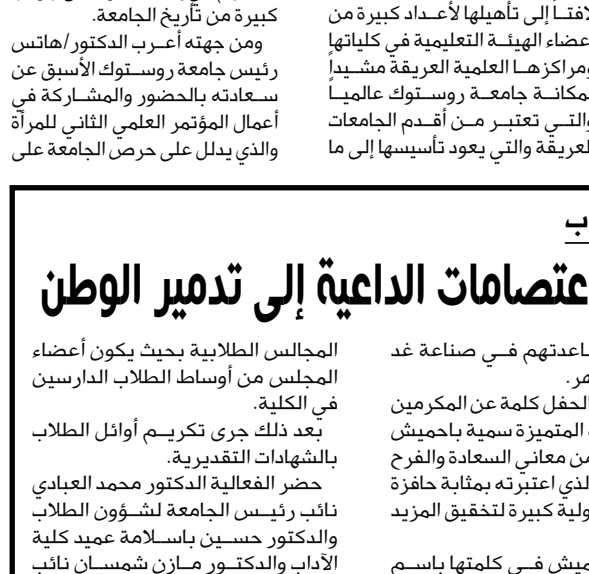 لافتاً إلى تأهيلها لأعداد كبيرة من
أعضاء الهيئة التعليمية في كلياتها
ومراكزها العلمية العريقة مشيداً
بمكانة جامعة روستوك عالمياً
والتي تعتبر من أقدم الجامعات
العريقة والتي يعود تأسيسها إلى ما
كبيرة من تأريخ الجامعة.
ومن جهته أعرب الدكتور/هاتس
رئيس جامعة روستوك الأسبق عن
سعادته بالحضور والمشاركة في
أعمال المؤتمر العلمي الثاني للمرأة
والذي يدلل على حرص الجامعة على
ب
عتصامات الداعية إلى تدمير الوطن
ـاعدتهم في صناعة غد
هر.
الحفل كلمة عن المكرمين
المتميزة سمية باحميش
من معاني السعادة والفرح
الذي اعتبرته بمثابة حافزة
ولية كبيرة لتحقيق المزيد
ميش في كلمتها باسم
المجالس الطلابية بحيث يكون أعضاء
المجلس من أوساط الطلاب الدارسين
في الكلية.
بعد ذلك جرى تكريم أوائل الطلاب
بالشهادات التقديرية.
حضر الفعالية الدكتور محمد العبادي
نائب رئيس الجامعة لشؤون الطلاب
والدكتور حسين باسلامة عميد كلية
الآداب والدكتور مازن شمسان نائب